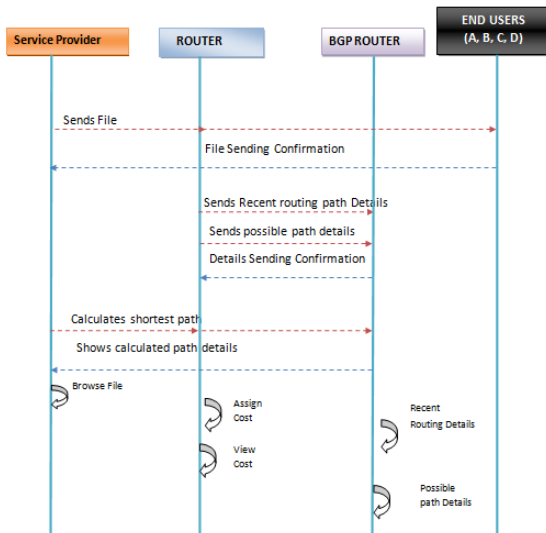 Service Provider
ROUTER
BGP ROUTER
END USERS
(A, B, C, D)
Sends File
File Sending Confirmation
Sends Recent routing path Details
Sends possible path details
Details Sending Confirmation
Calculates shortest path
Shows calculated path details
Browse File
Assign
Cost
Recent
Routing Details
View
Cost
Possible
path Details